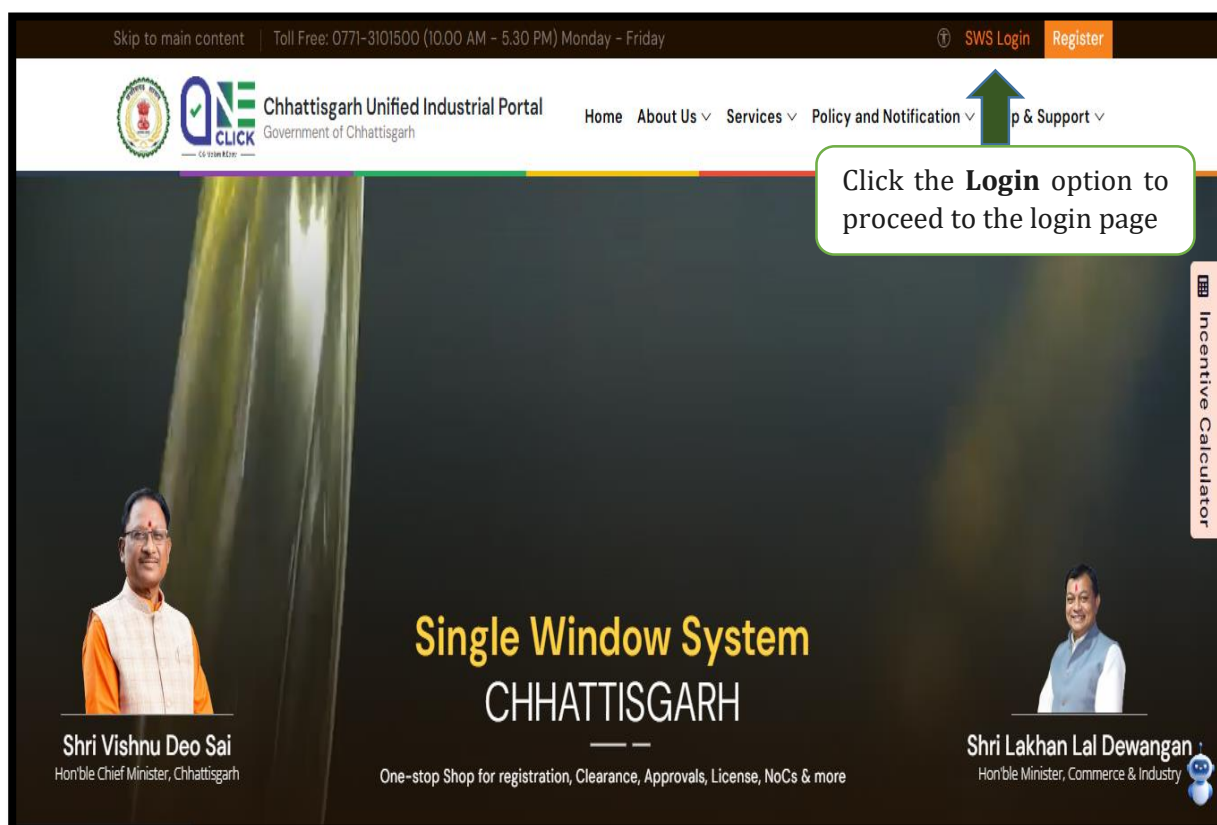 Skip to main content | Toll Free: 0771-3101500 (10.00 AM - 5.30 PM) Monday - Friday SWS Login Register
ONE CLICK
Chhattisgarh Unified Industrial Portal
Government of Chhattisgarh
Home About Us Services Policy and Notification p & Support
Click the Login option to
proceed to the login page
Incentive Calculator
Single Window System
CHHATTISGARH
One-stop Shop for registration, Clearance, Approvals, License, NoCs & more
Shri Vishnu Deo Sai
Hon'ble Chief Minister, Chhattisgarh
Shri Lakhan Lal Dewangan
Hon'ble Minister, Commerce & Industry